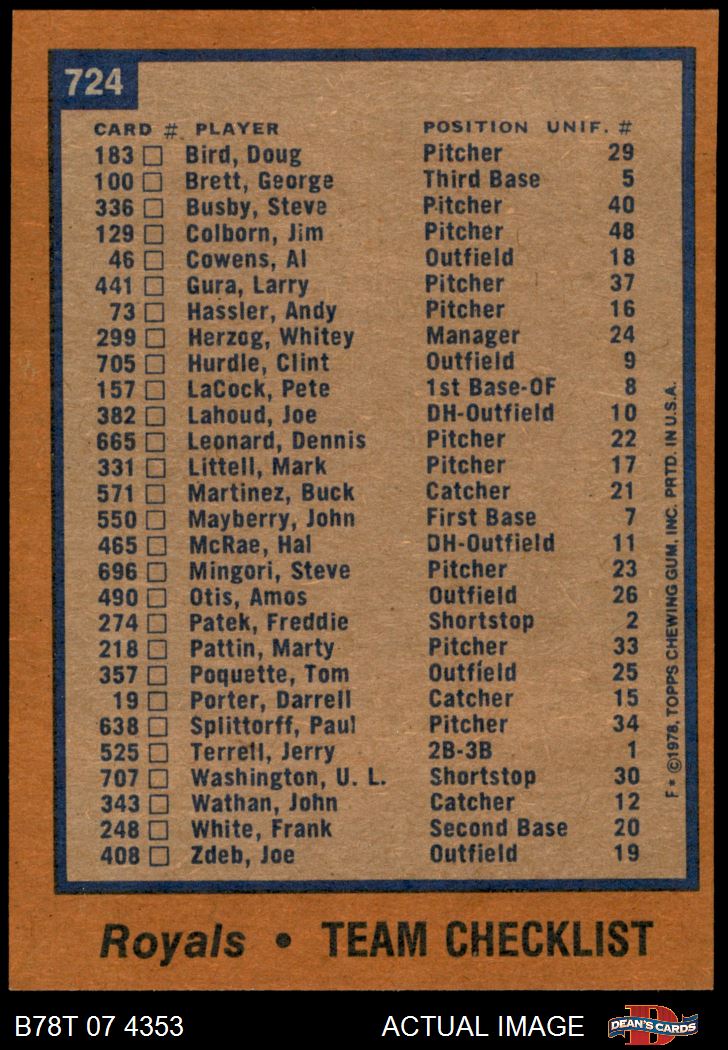 724
CARD # PLAYER POSITION UNIF. #
183 Bird, Doug Pitcher 29
100 Brett, George Third Base 5
336 Busby, Steve Pitcher 40
129 Colborn, Jim Pitcher 48
46 Cowens, Al Outfield 18
441 Gura, Larry Pitcher 37
73 Hassler, Andy Pitcher 16
299 Herzog, Whitey Manager 24
705 Hurdle, Clint Outfield 9
157 LaCock, Pete 1st Base-OF 8
382 Lahoud, Joe DH-Outfield 10
665 Leonard, Dennis Pitcher 22
331 Littell, Mark Pitcher 17
571 Martinez, Buck Catcher 21
550 Mayberry, John First Base 7
465 McRae, Hal DH-Outfield 11
696 Mingori, Steve Pitcher 23
490 Otis, Amos Outfield 26
274 Patek, Freddie Shortstop 2
218 Pattin, Marty Pitcher 33
357 Poquette, Tom Outfield 25
19 Porter, Darrell Catcher 15
638 Splittorff, Paul Pitcher 34
525 Terrell, Jerry 2B-3B 1
707 Washington, U. L. Shortstop 30
343 Wathan, John Catcher 12
248 White, Frank Second Base 20
408 Zdeb, Joe Outfield 19
F* ©1978, TOPPS CHEWING GUM, INC. PRTD. IN U.S.A.
Royals • TEAM CHECKLIST
B78T 07 4353 ACTUAL IMAGE
D
DEAN'S CARDS